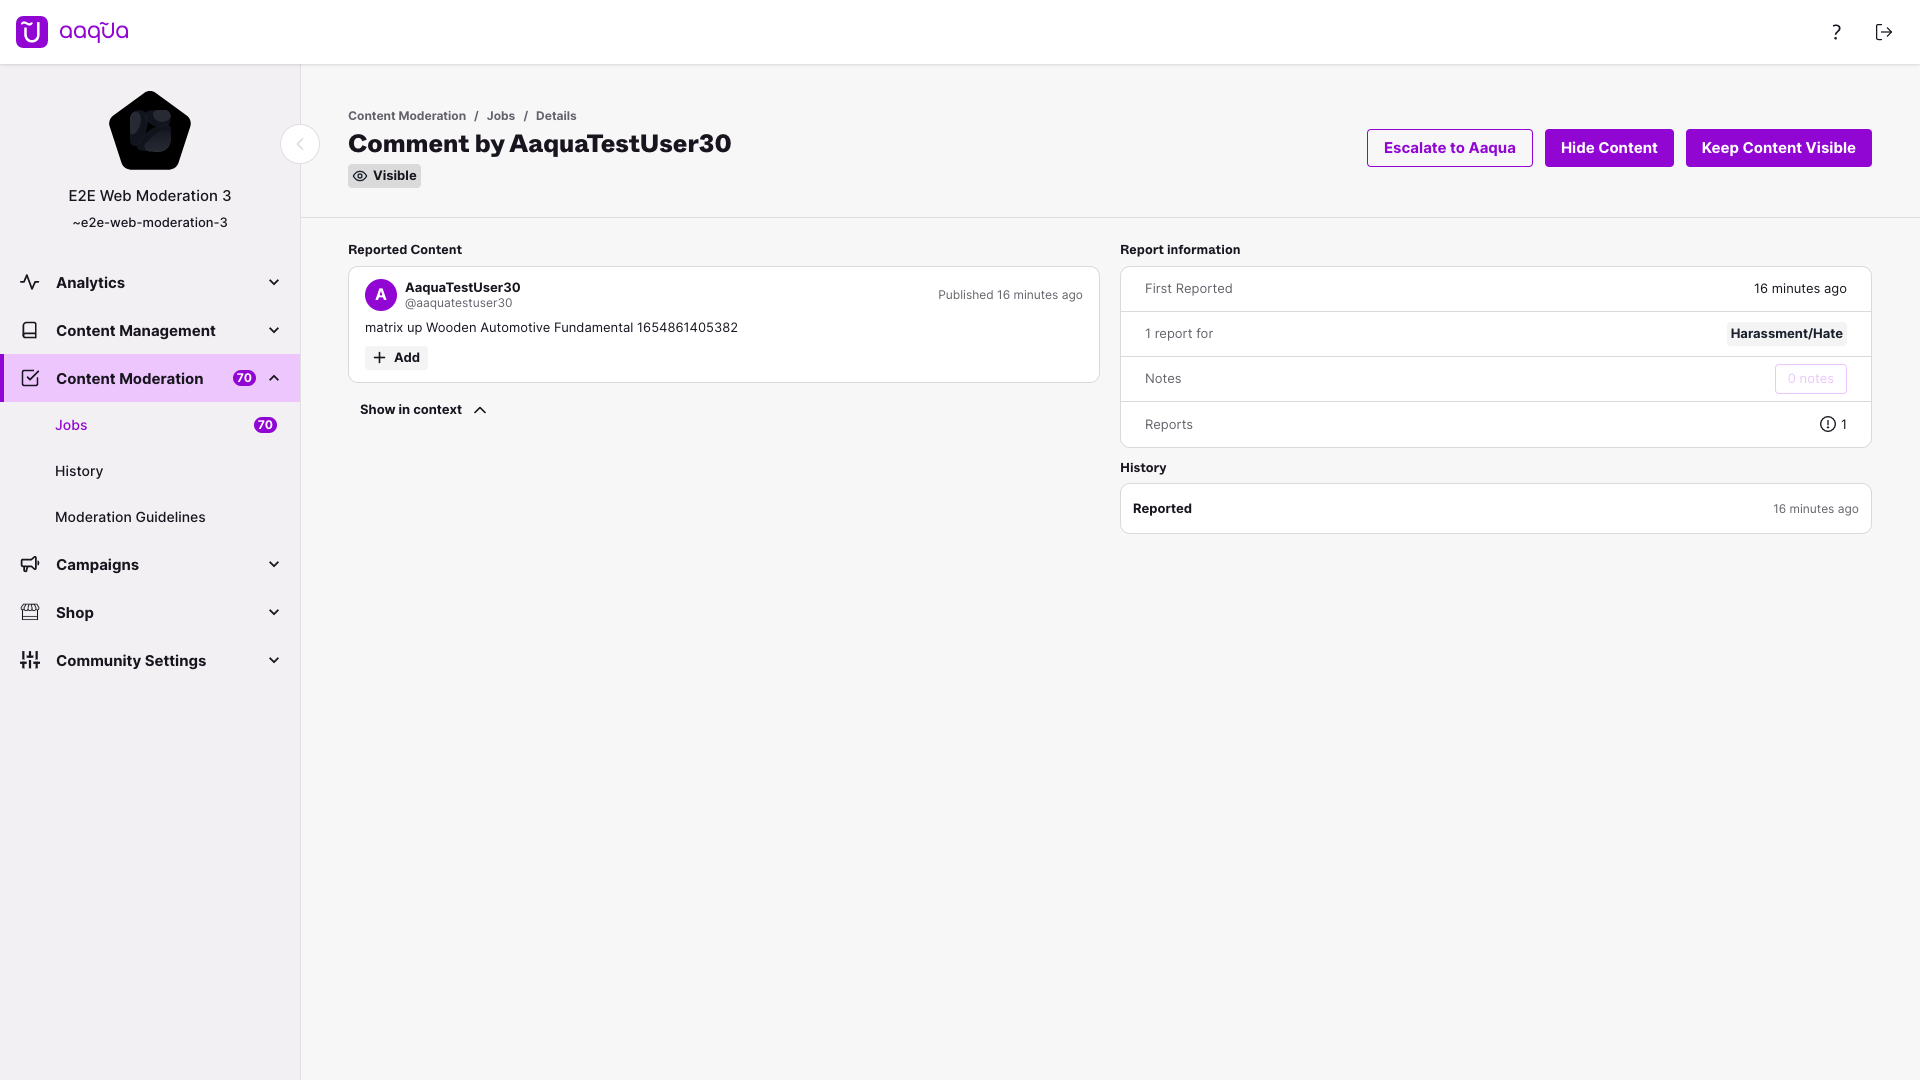 aaqũa
?
E2E Web Moderation 3
~e2e-web-moderation-3
Analytics
Content Management
Content Moderation 70
Jobs 70
History
Moderation Guidelines
Campaigns
Shop
Community Settings
Content Moderation / Jobs / Details
Comment by AaquaTestUser30
Visible
Escalate to Aaqua
Hide Content
Keep Content Visible
Reported Content
A
AaquaTestUser30
@aaquatestuser30
Published 16 minutes ago
matrix up Wooden Automotive Fundamental 1654861405382
+ Add
Show in context
Report information
First Reported 16 minutes ago
1 report for Harassment/Hate
Notes 0 notes
Reports 1
History
Reported 16 minutes ago